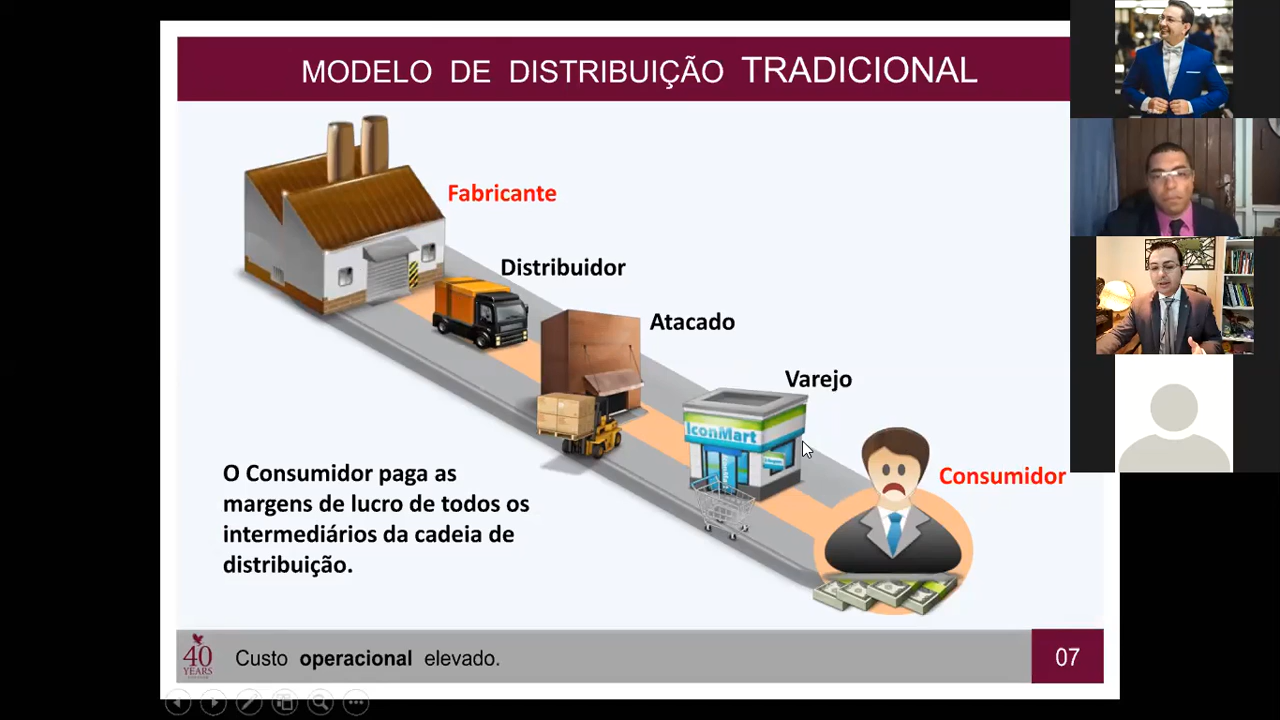 MODELO DE DISTRIBUIÇÃO TRADICIONAL
Fabricante
Distribuidor
Atacado
Varejo
IconMart
Consumidor
O Consumidor paga as
margens de lucro de todos os
intermediários da cadeia de
distribuição.
40
YEARS
Custo operacional elevado.
07